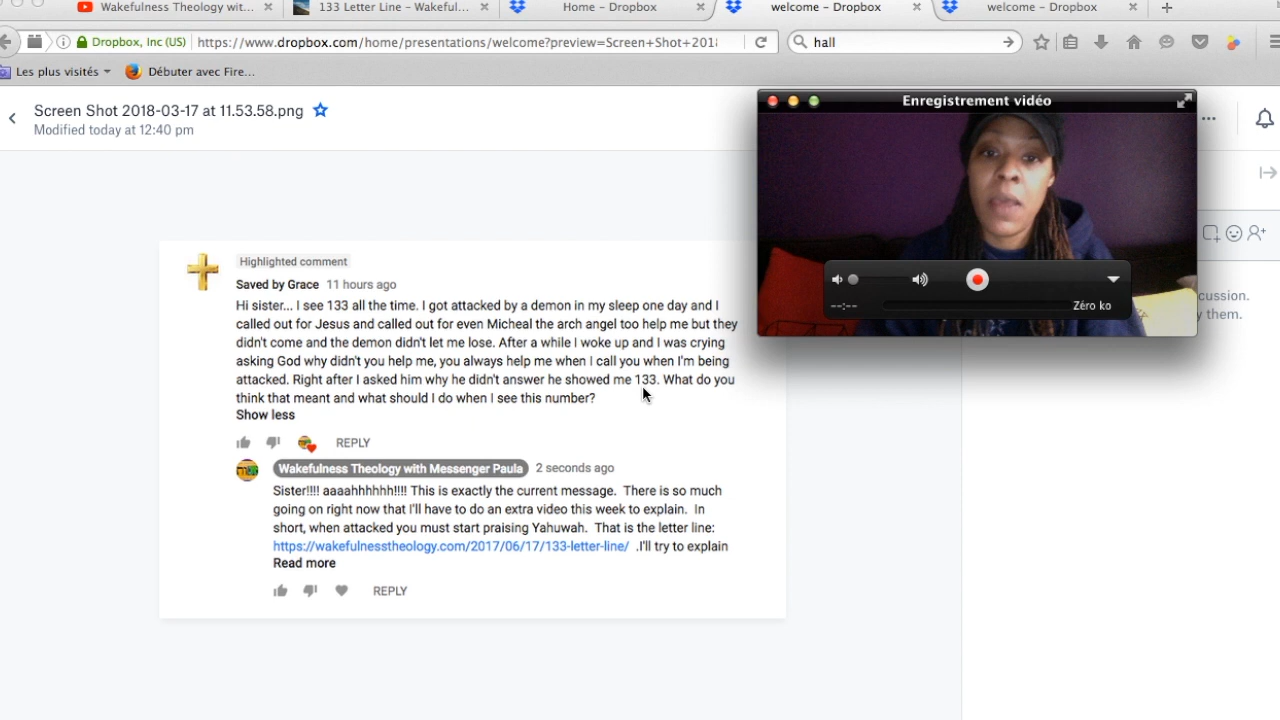 Wakefulness Theology wit...
133 Letter Line – Wakeful...
Home – Dropbox
welcome – Dropbox
welcome – Dropbox
Dropbox, Inc (US)
https://www.dropbox.com/home/presentations/welcome?preview=Screen+Shot+201
hall
Les plus visités
Débuter avec Fire...
Screen Shot 2018-03-17 at 11.53.58.png
Modified today at 12:40 pm
Enregistrement vidéo
--:--
Zéro ko
cussion.
them.
Highlighted comment
Saved by Grace 11 hours ago
Hi sister... I see 133 all the time. I got attacked by a demon in my sleep one day and I
called out for Jesus and called out for even Micheal the arch angel too help me but they
didn't come and the demon didn't let me lose. After a while I woke up and I was crying
asking God why didn't you help me, you always help me when I call you when I'm being
attacked. Right after I asked him why he didn't answer he showed me 133. What do you
think that meant and what should I do when I see this number?
Show less
REPLY
Wakefulness Theology with Messenger Paula 2 seconds ago
Sister!!!! aaaahhhhhh!!!! This is exactly the current message. There is so much
going on right now that I'll have to do an extra video this week to explain. In
short, when attacked you must start praising Yahuwah. That is the letter line:
https://wakefulnesstheology.com/2017/06/17/133-letter-line/ .I'll try to explain
Read more
REPLY